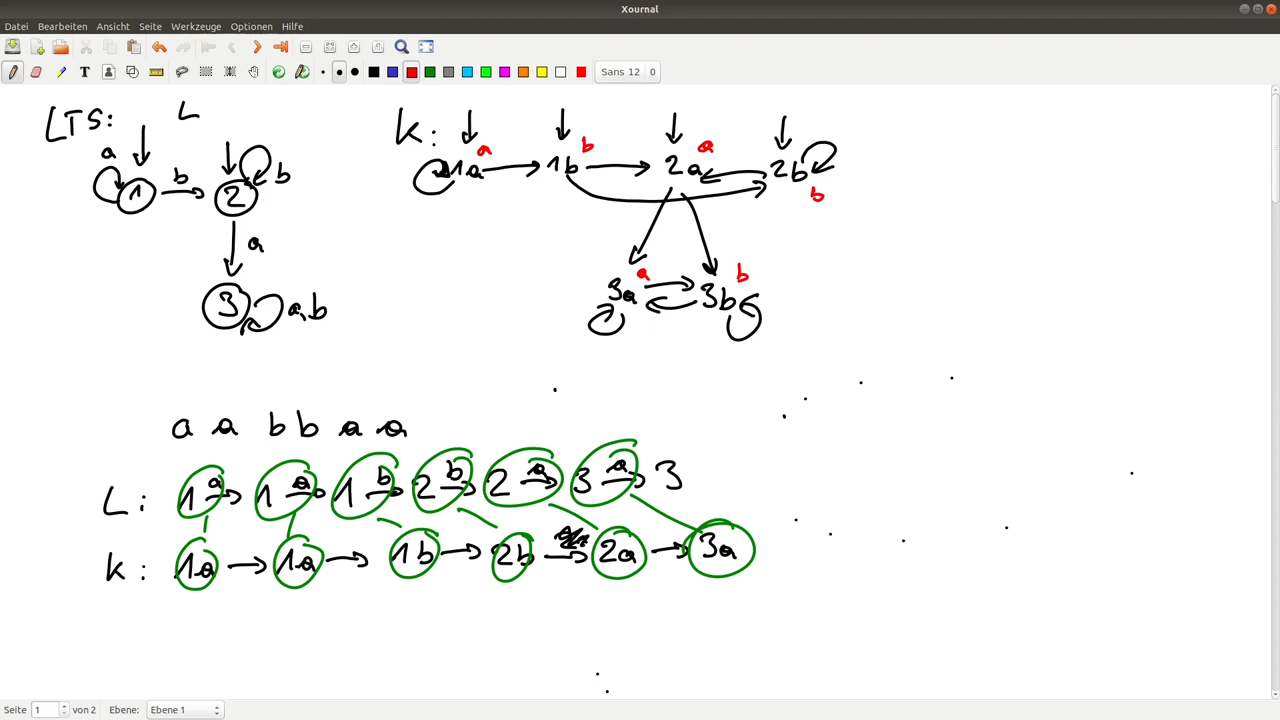 Xournal
Datei Bearbeiten Ansicht Seite Werkzeuge Optionen Hilfe
T Sans 12 0
LTS: L K:
a b b a a,b
1 2 3
a b a b
1a 1b 2a 2b
a b
3a 3b
a a b b a a
L: 1 a 1 a 1 b 2 b 2 a 3 a 3
K: 1a 1a 1b 2b 2a 3a
Seite 1 von 2 Ebene: Ebene 1